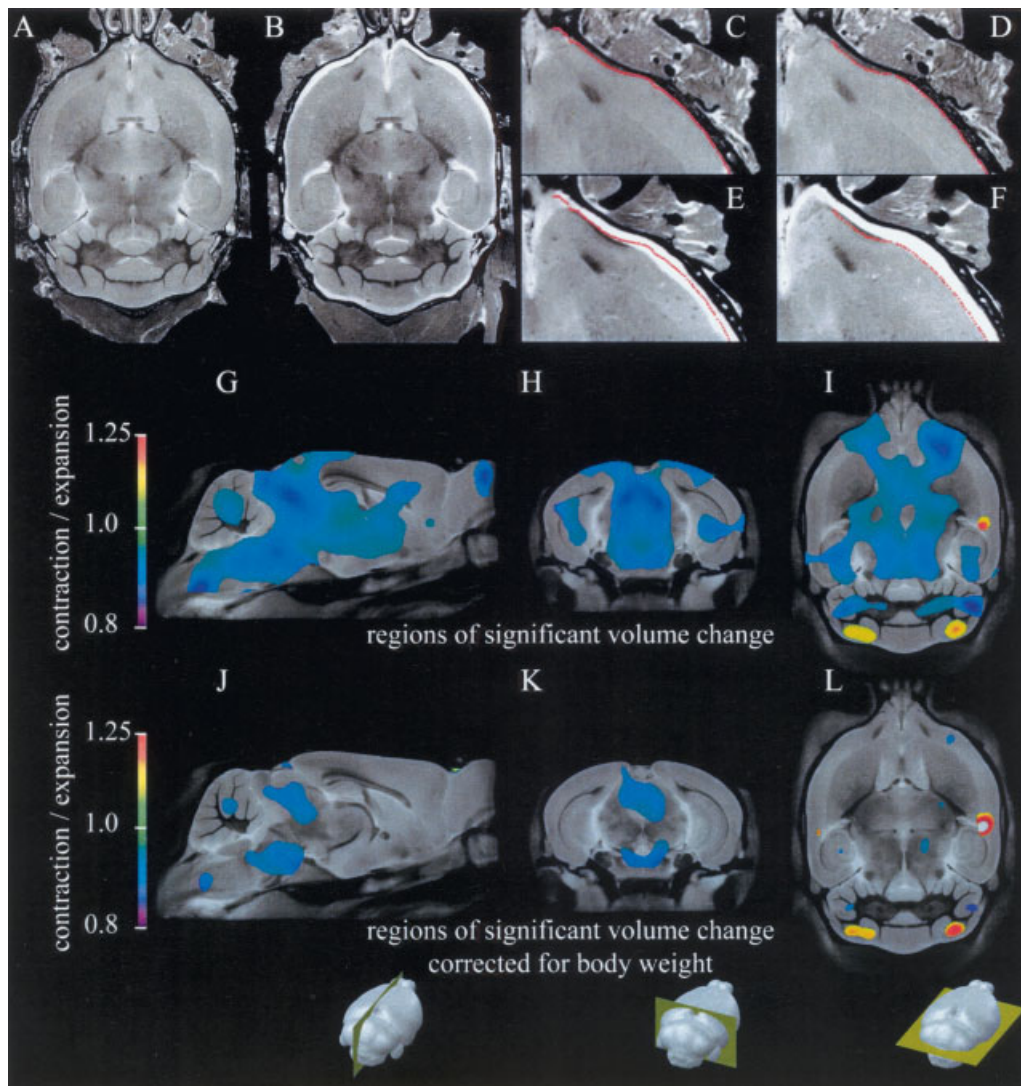 A
B
C
D
E
F
G
H
I
contraction / expansion
1.25
1.0
0.8
regions of significant volume change
J
K
L
contraction / expansion
1.25
1.0
0.8
regions of significant volume change
corrected for body weight